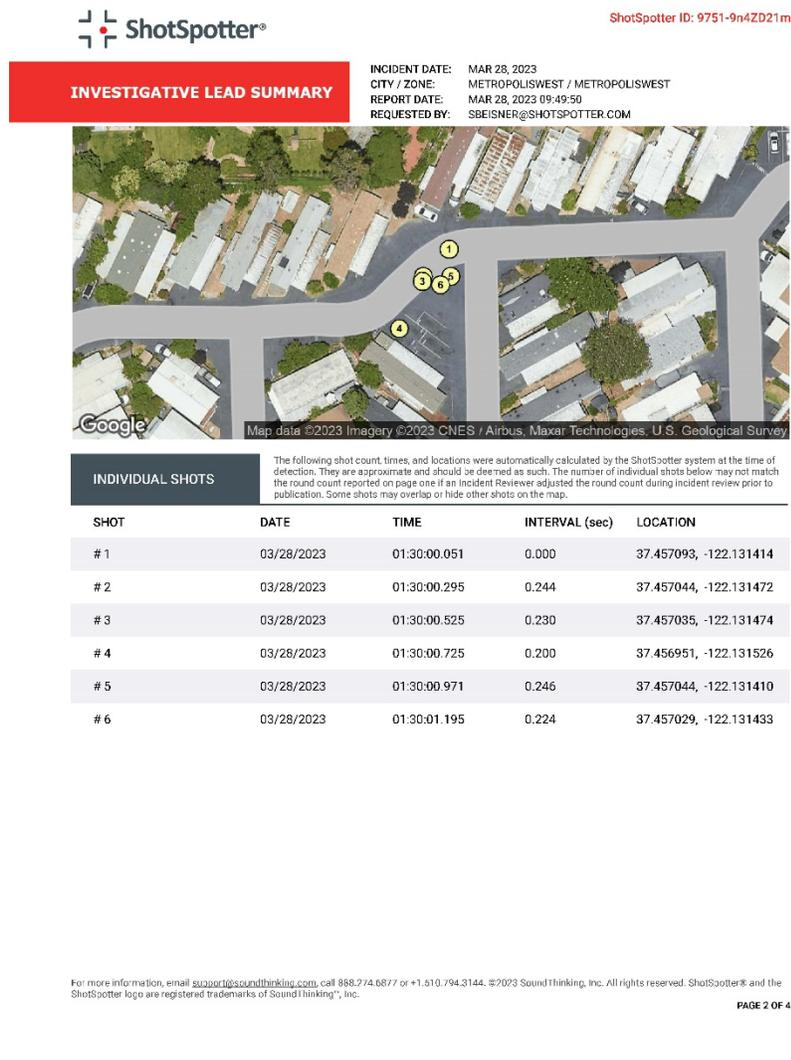 ShotSpotter®
ShotSpotter ID: 9751-9n4ZD21m
INVESTIGATIVE LEAD SUMMARY
INCIDENT DATE: MAR 28, 2023
CITY / ZONE: METROPOLISWEST / METROPOLISWEST
REPORT DATE: MAR 28, 2023 09:49:50
REQUESTED BY: SBEISNER@SHOTSPOTTER.COM
1
3
6
5
4
Google
Map data ©2023 Imagery ©2023 CNES / Airbus, Maxar Technologies, U.S. Geological Survey
INDIVIDUAL SHOTS
The following shot count, times, and locations were automatically calculated by the ShotSpotter system at the time of
detection. They are approximate and should be deemed as such. The number of individual shots below may not match
the round count reported on page one if an Incident Reviewer adjusted the round count during incident review prior to
publication. Some shots may overlap or hide other shots on the map.
SHOT DATE TIME INTERVAL (sec) LOCATION
# 1 03/28/2023 01:30:00.051 0.000 37.457093, -122.131414
# 2 03/28/2023 01:30:00.295 0.244 37.457044, -122.131472
# 3 03/28/2023 01:30:00.525 0.230 37.457035, -122.131474
# 4 03/28/2023 01:30:00.725 0.200 37.456951, -122.131526
# 5 03/28/2023 01:30:00.971 0.246 37.457044, -122.131410
# 6 03/28/2023 01:30:01.195 0.224 37.457029, -122.131433
For more information, email support@soundthinking.com, call 888.274.6877 or +1.510.794.3144. ©2023 SoundThinking, Inc. All rights reserved. ShotSpotter® and the
ShotSpotter logo are registered trademarks of SoundThinking™, Inc.
PAGE 2 OF 4